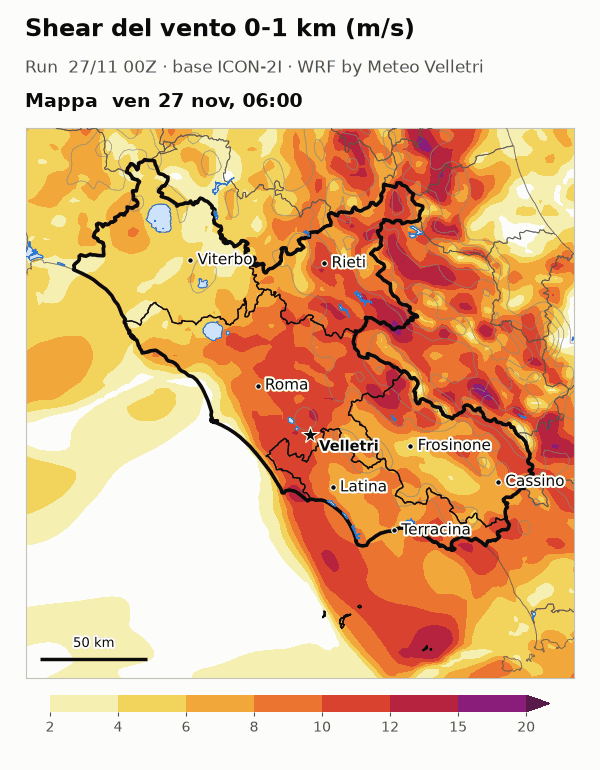 Shear del vento 0-1 km (m/s)
Run  27/11 00Z · base ICON-2I · WRF by Meteo Velletri
Mappa  ven 27 nov, 06:00
Viterbo
Rieti
Roma
Velletri
Frosinone
Latina
Cassino
Terracina
50 km
2 4 6 8 10 12 15 20